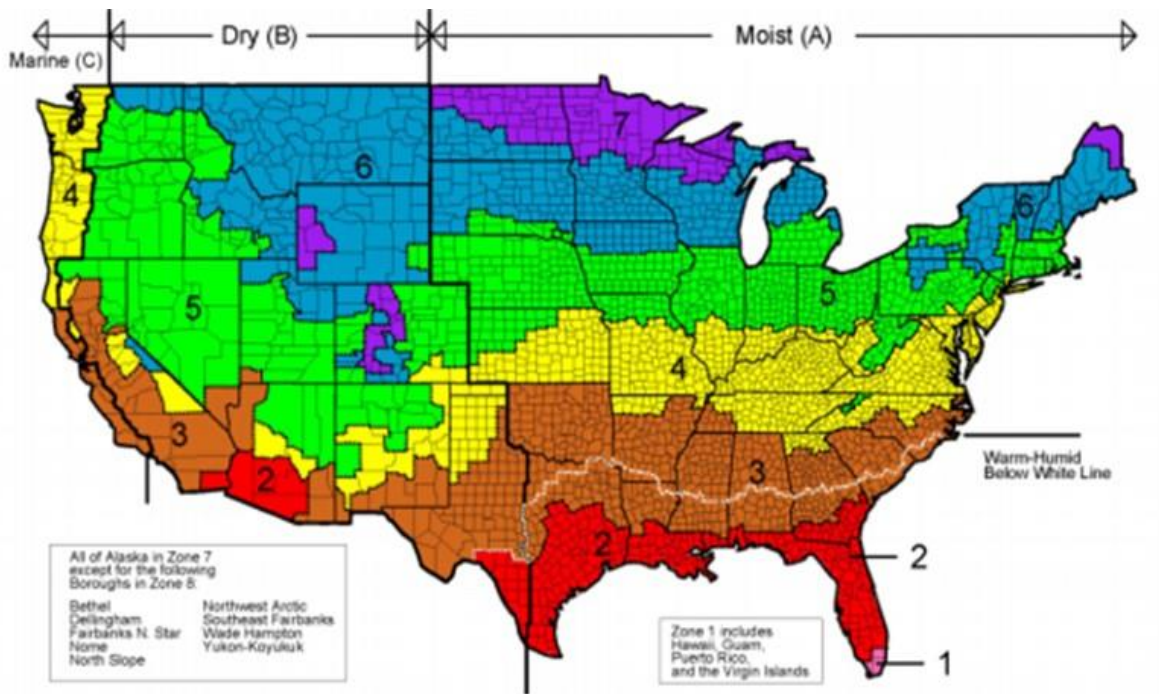 Dry (B)
Moist (A)
Marine (C)
7
6
4
6
5
5
4
3
3
2
2
Warm-Humid
Below White Line
2
1
All of Alaska in Zone 7
except for the following
Boroughs in Zone 8:
Bethel Northwest Arctic
Dellingham Southeast Fairbanks
Fairbanks N. Star Wade Hampton
Nome Yukon-Koyukuk
North Slope
Zone 1 includes
Hawaii, Guam,
Puerto Rico,
and the Virgin Islands